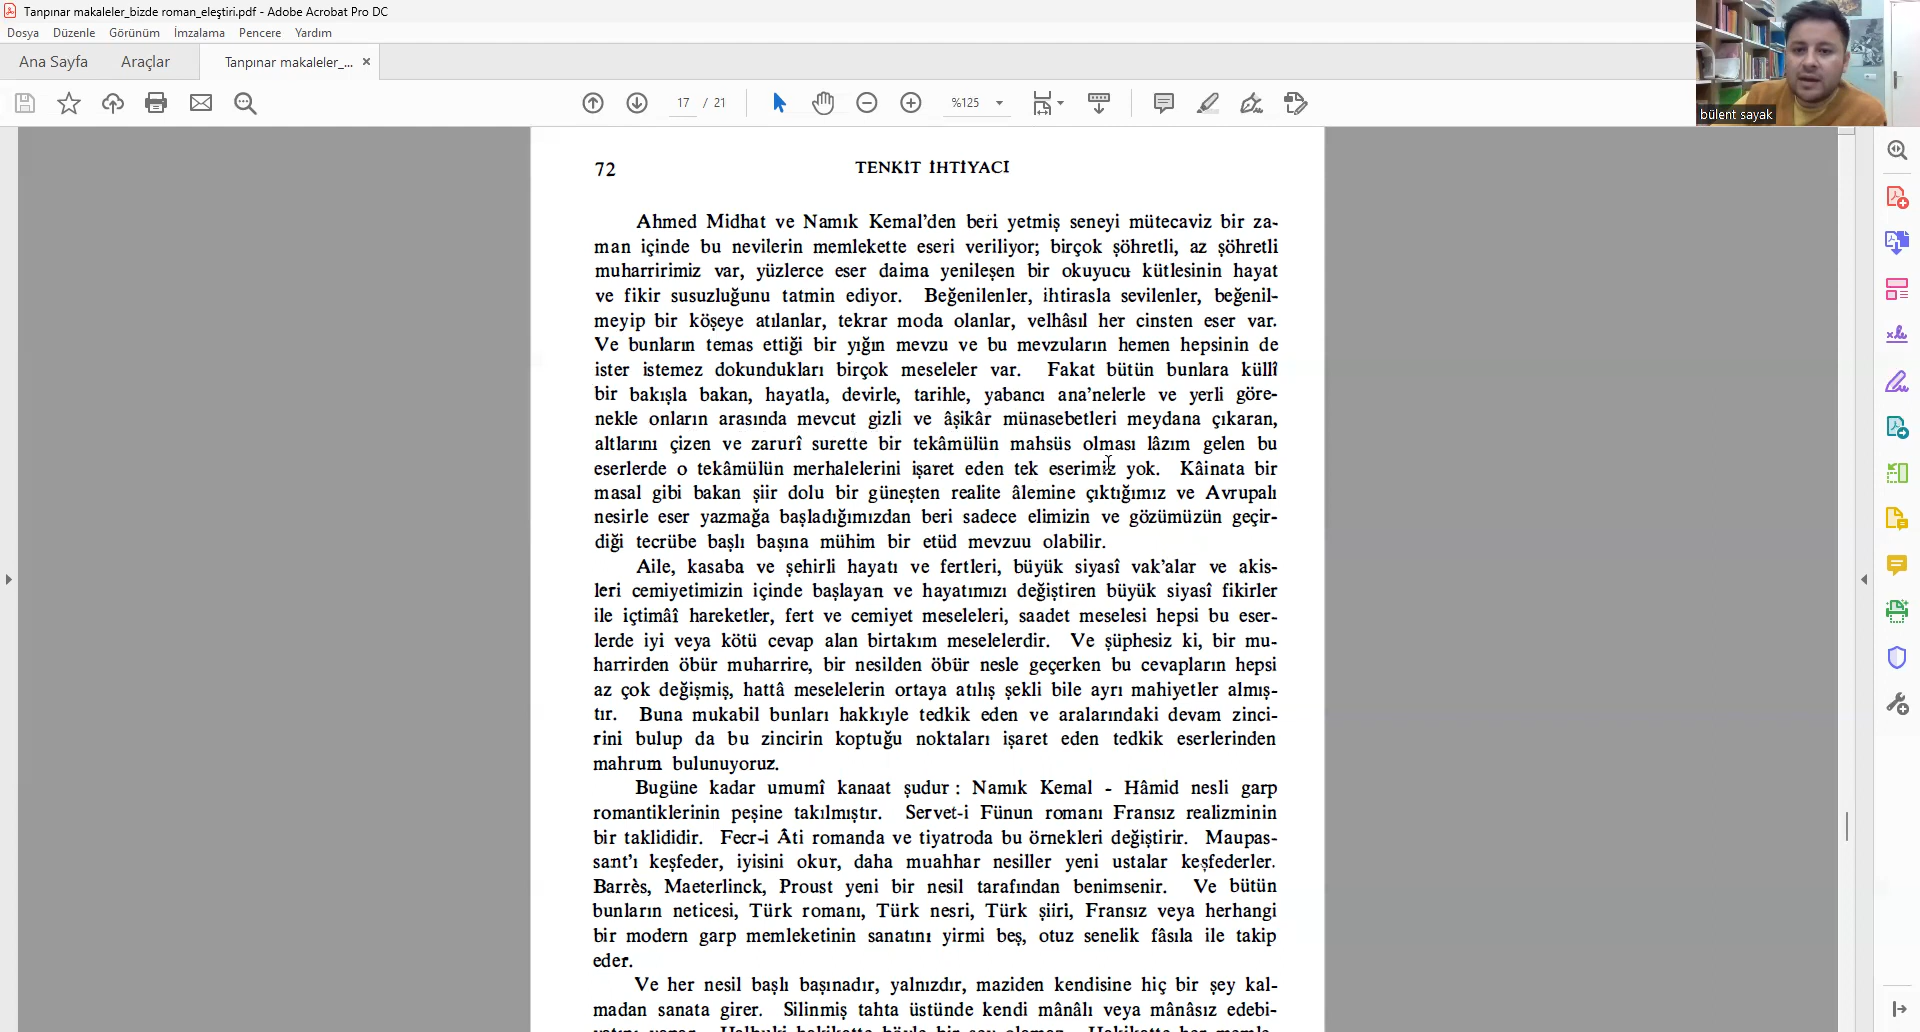 Tanpınar makaleler_bizde roman_eleştiri.pdf - Adobe Acrobat Pro DC
Dosya Düzenle Görünüm İmzalama Pencere Yardım
Ana Sayfa Araçlar Tanpınar makaleler_... ×
17 / 21 %125
bülent sayak
72 TENKİT İHTİYACI
Ahmed Midhat ve Namık Kemal'den beri yetmiş seneyi mütecaviz bir za-
man içinde bu nevilerin memlekette eseri veriliyor; birçok şöhretli, az şöhretli
muharririmiz var, yüzlerce eser daima yenileşen bir okuyucu kütlesinin hayat
ve fikir susuzluğunu tatmin ediyor. Beğenilenler, ihtirasla sevilenler, beğenil-
meyip bir köşeye atılanlar, tekrar moda olanlar, velhâsıl her cinsten eser var.
Ve bunların temas ettiği bir yığın mevzu ve bu mevzuların hemen hepsinin de
ister istemez dokundukları birçok meseleler var. Fakat bütün bunlara küllî
bir bakışla bakan, hayatla, devirle, tarihle, yabancı ana'nelerle ve yerli göre-
nekle onların arasında mevcut gizli ve âşikâr münasebetleri meydana çıkaran,
altlarını çizen ve zarurî surette bir tekâmülün mahsüs olması lâzım gelen bu
eserlerde o tekâmülün merhalelerini işaret eden tek eserimiz yok. Kâinata bir
masal gibi bakan şiir dolu bir güneşten realite âlemine çıktığımız ve Avrupalı
nesirle eser yazmağa başladığımızdan beri sadece elimizin ve gözümüzün geçir-
diği tecrübe başlı başına mühim bir etüd mevzuu olabilir.
Aile, kasaba ve şehirli hayatı ve fertleri, büyük siyasî vak'alar ve akis-
leri cemiyetimizin içinde başlayan ve hayatımızı değiştiren büyük siyasî fikirler
ile içtimâî hareketler, fert ve cemiyet meseleleri, saadet meselesi hepsi bu eser-
lerde iyi veya kötü cevap alan birtakım meselelerdir. Ve şüphesiz ki, bir mu-
harrirden öbür muharrire, bir nesilden öbür nesle geçerken bu cevapların hepsi
az çok değişmiş, hattâ meselelerin ortaya atılış şekli bile ayrı mahiyetler almış-
tır. Buna mukabil bunları hakkıyle tedkik eden ve aralarındaki devam zinci-
rini bulup da bu zincirin koptuğu noktaları işaret eden tedkik eserlerinden
mahrum bulunuyoruz.
Bugüne kadar umumî kanaat şudur : Namık Kemal - Hâmid nesli garp
romantiklerinin peşine takılmıştır. Servet-i Fünun romanı Fransız realizminin
bir taklididir. Fecr-i Âti romanda ve tiyatroda bu örnekleri değiştirir. Maupas-
sant'ı keşfeder, iyisini okur, daha muahhar nesiller yeni ustalar keşfederler.
Barrès, Maeterlinck, Proust yeni bir nesil tarafından benimsenir. Ve bütün
bunların neticesi, Türk romanı, Türk nesri, Türk şiiri, Fransız veya herhangi
bir modern garp memleketinin sanatını yirmi beş, otuz senelik fâsıla ile takip
eder.
Ve her nesil başlı başınadır, yalnızdır, maziden kendisine hiç bir şey kal-
madan sanata girer. Silinmiş tahta üstünde kendi mânâlı veya mânâsız edebi-